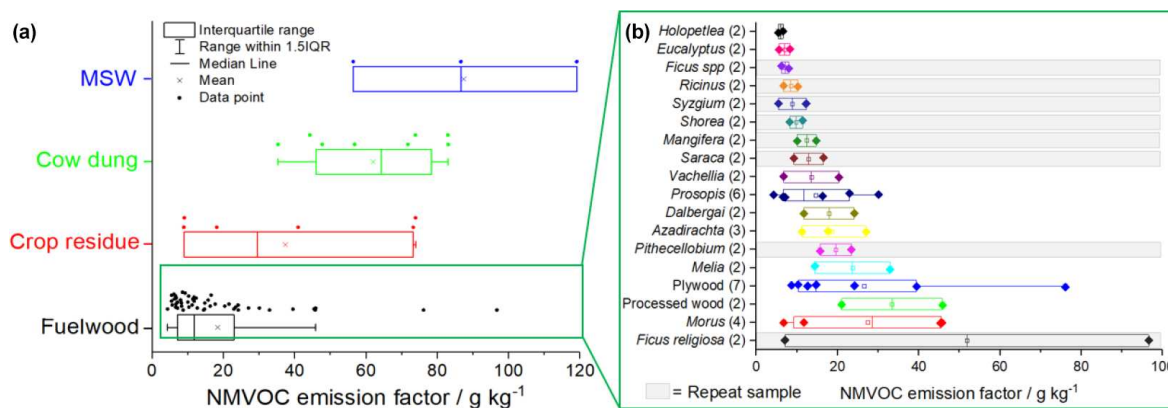 (a)
Interquartile range
Range within 1.5IQR
Median Line
Mean
Data point
MSW
Cow dung
Crop residue
Fuelwood
0 20 40 60 80 100 120
NMVOC emission factor / g kg⁻¹
(b)
Holopetlea (2)
Eucalyptus (2)
Ficus spp (2)
Ricinus (2)
Syzgium (2)
Shorea (2)
Mangifera (2)
Saraca (2)
Vachellia (2)
Prosopis (6)
Dalbergai (2)
Azadirachta (3)
Pithecellobium (2)
Melia (2)
Plywood (7)
Processed wood (2)
Morus (4)
Ficus religiosa (2)
0 20 40 60 80 100
= Repeat sample
NMVOC emission factor / g kg⁻¹